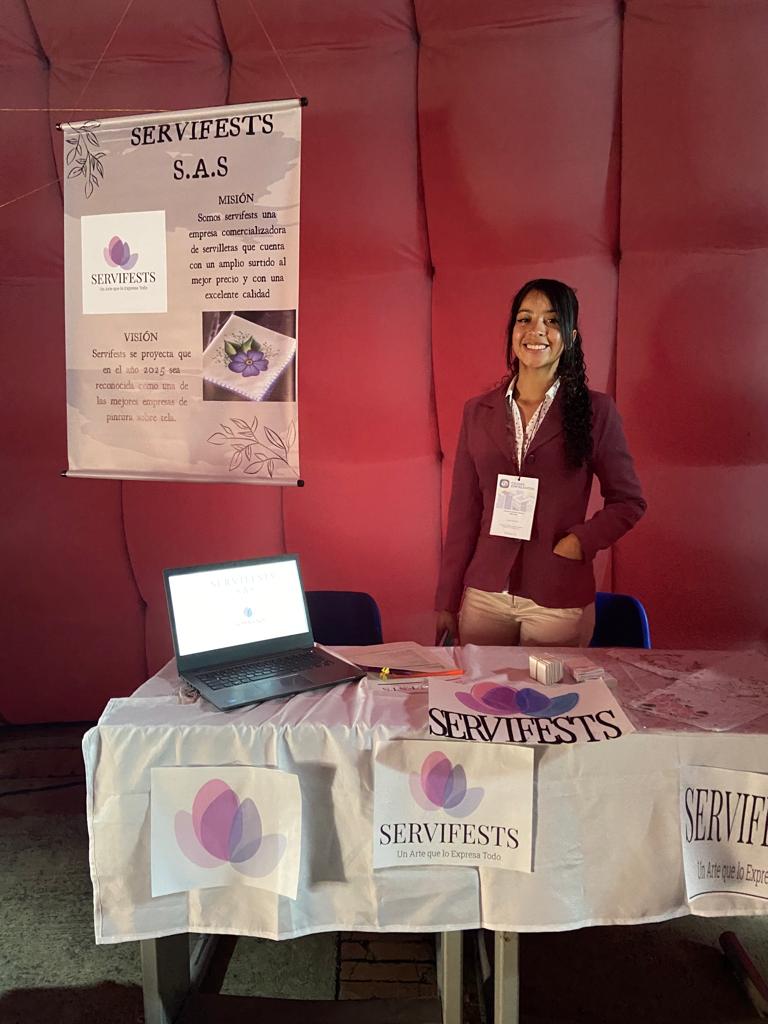 SERVIFESTS
S.A.S
MISIÓN
Somos servifests una
empresa comercializadora
de servilletas que cuenta
con un amplio surtido al
mejor precio y con una
excelente calidad
SERVIFESTS
Un Arte que lo Expresa Todo
VISIÓN
Servifests se proyecta que
en el año 2025 sea
reconocida como una de
las mejores empresas de
pintura sobre tela.
SERVIFESTS
S.A.S
SERVIFESTS
SERVIFESTS
Un Arte que lo Expresa Todo
SERVIF
Un Arte que lo Expre